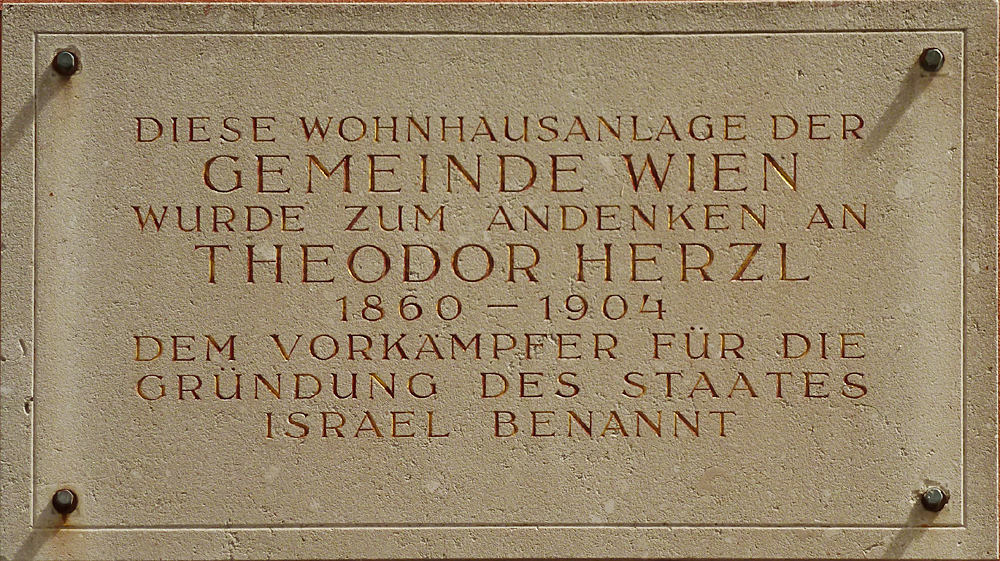 DIESE WOHNHAUSANLAGE DER
GEMEINDE WIEN
WURDE ZUM ANDENKEN AN
THEODOR HERZL
1860 – 1904
DEM VORKÄMPFER FÜR DIE
GRÜNDUNG DES STAATES
ISRAEL BENANNT